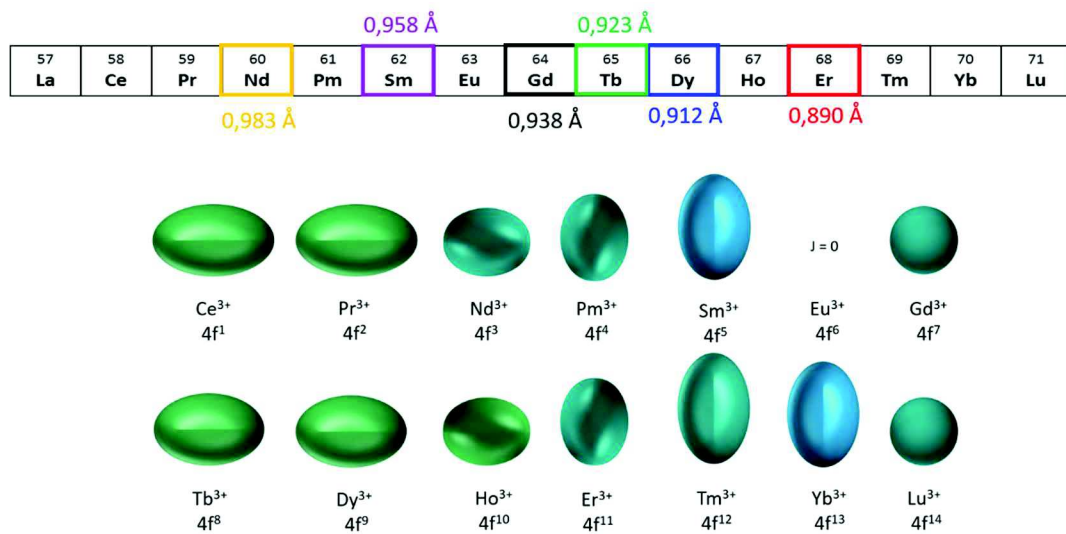 0,958 Å 0,923 Å
57 58 59 60 61 62 63 64 65 66 67 68 69 70 71
La Ce Pr Nd Pm Sm Eu Gd Tb Dy Ho Er Tm Yb Lu
0,983 Å 0,938 Å 0,912 Å 0,890 Å
J = 0
Ce³⁺ Pr³⁺ Nd³⁺ Pm³⁺ Sm³⁺ Eu³⁺ Gd³⁺
4f¹ 4f² 4f³ 4f⁴ 4f⁵ 4f⁶ 4f⁷
Tb³⁺ Dy³⁺ Ho³⁺ Er³⁺ Tm³⁺ Yb³⁺ Lu³⁺
4f⁸ 4f⁹ 4f¹⁰ 4f¹¹ 4f¹² 4f¹³ 4f¹⁴